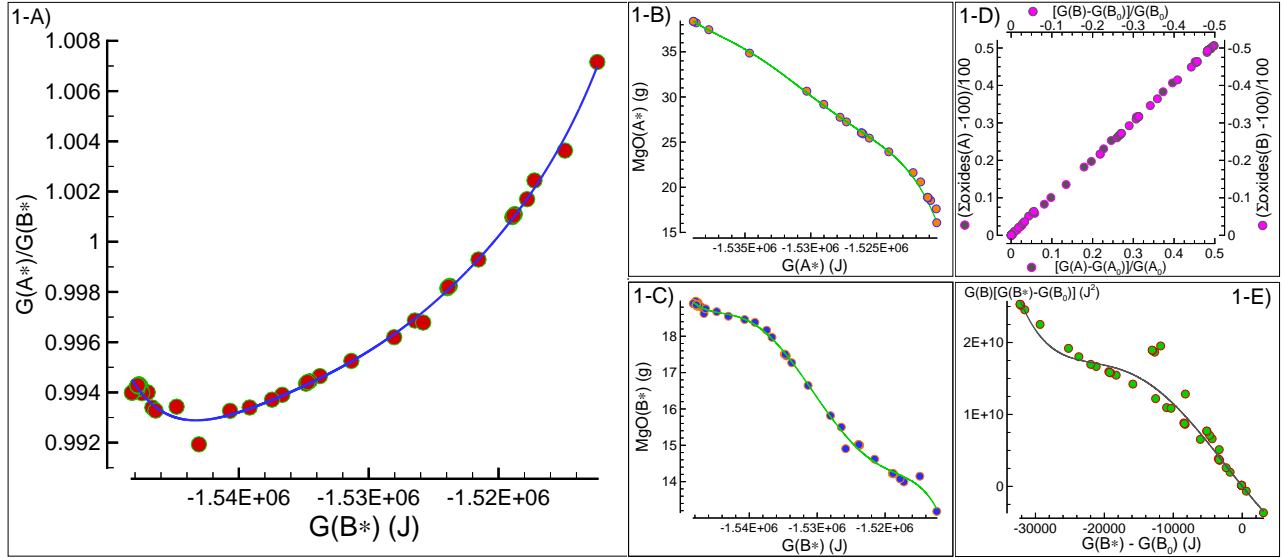 1-A)
1.008
1.006
1.004
1.002
1
0.998
0.996
0.994
0.992
G(A*)/G(B*)
-1.54E+06
-1.53E+06
-1.52E+06
G(B*) (J)
1-B)
40
35
30
25
20
15
MgO(A*) (g)
-1.535E+06
-1.53E+06
-1.525E+06
G(A*) (J)
1-C)
19
18
17
16
15
14
MgO(B*) (g)
-1.54E+06
-1.53E+06
-1.52E+06
G(B*) (J)
[G(B)-G(B₀)]/G(B₀)
1-D)
0
-0.1
-0.2
-0.3
-0.4
-0.5
0.5
0.4
0.3
0.2
0.1
0
(Σoxides(A) -100)/100
-0.5
-0.4
-0.3
-0.2
-0.1
0
(Σoxides(B) -100)/100
0
0.1
0.2
0.3
0.4
0.5
[G(A)-G(A₀)]/G(A₀)
G(B)[G(B*)-G(B₀)] (J²)
1-E)
2E+10
1E+10
0
-30000
-20000
-10000
0
G(B*) - G(B₀) (J)